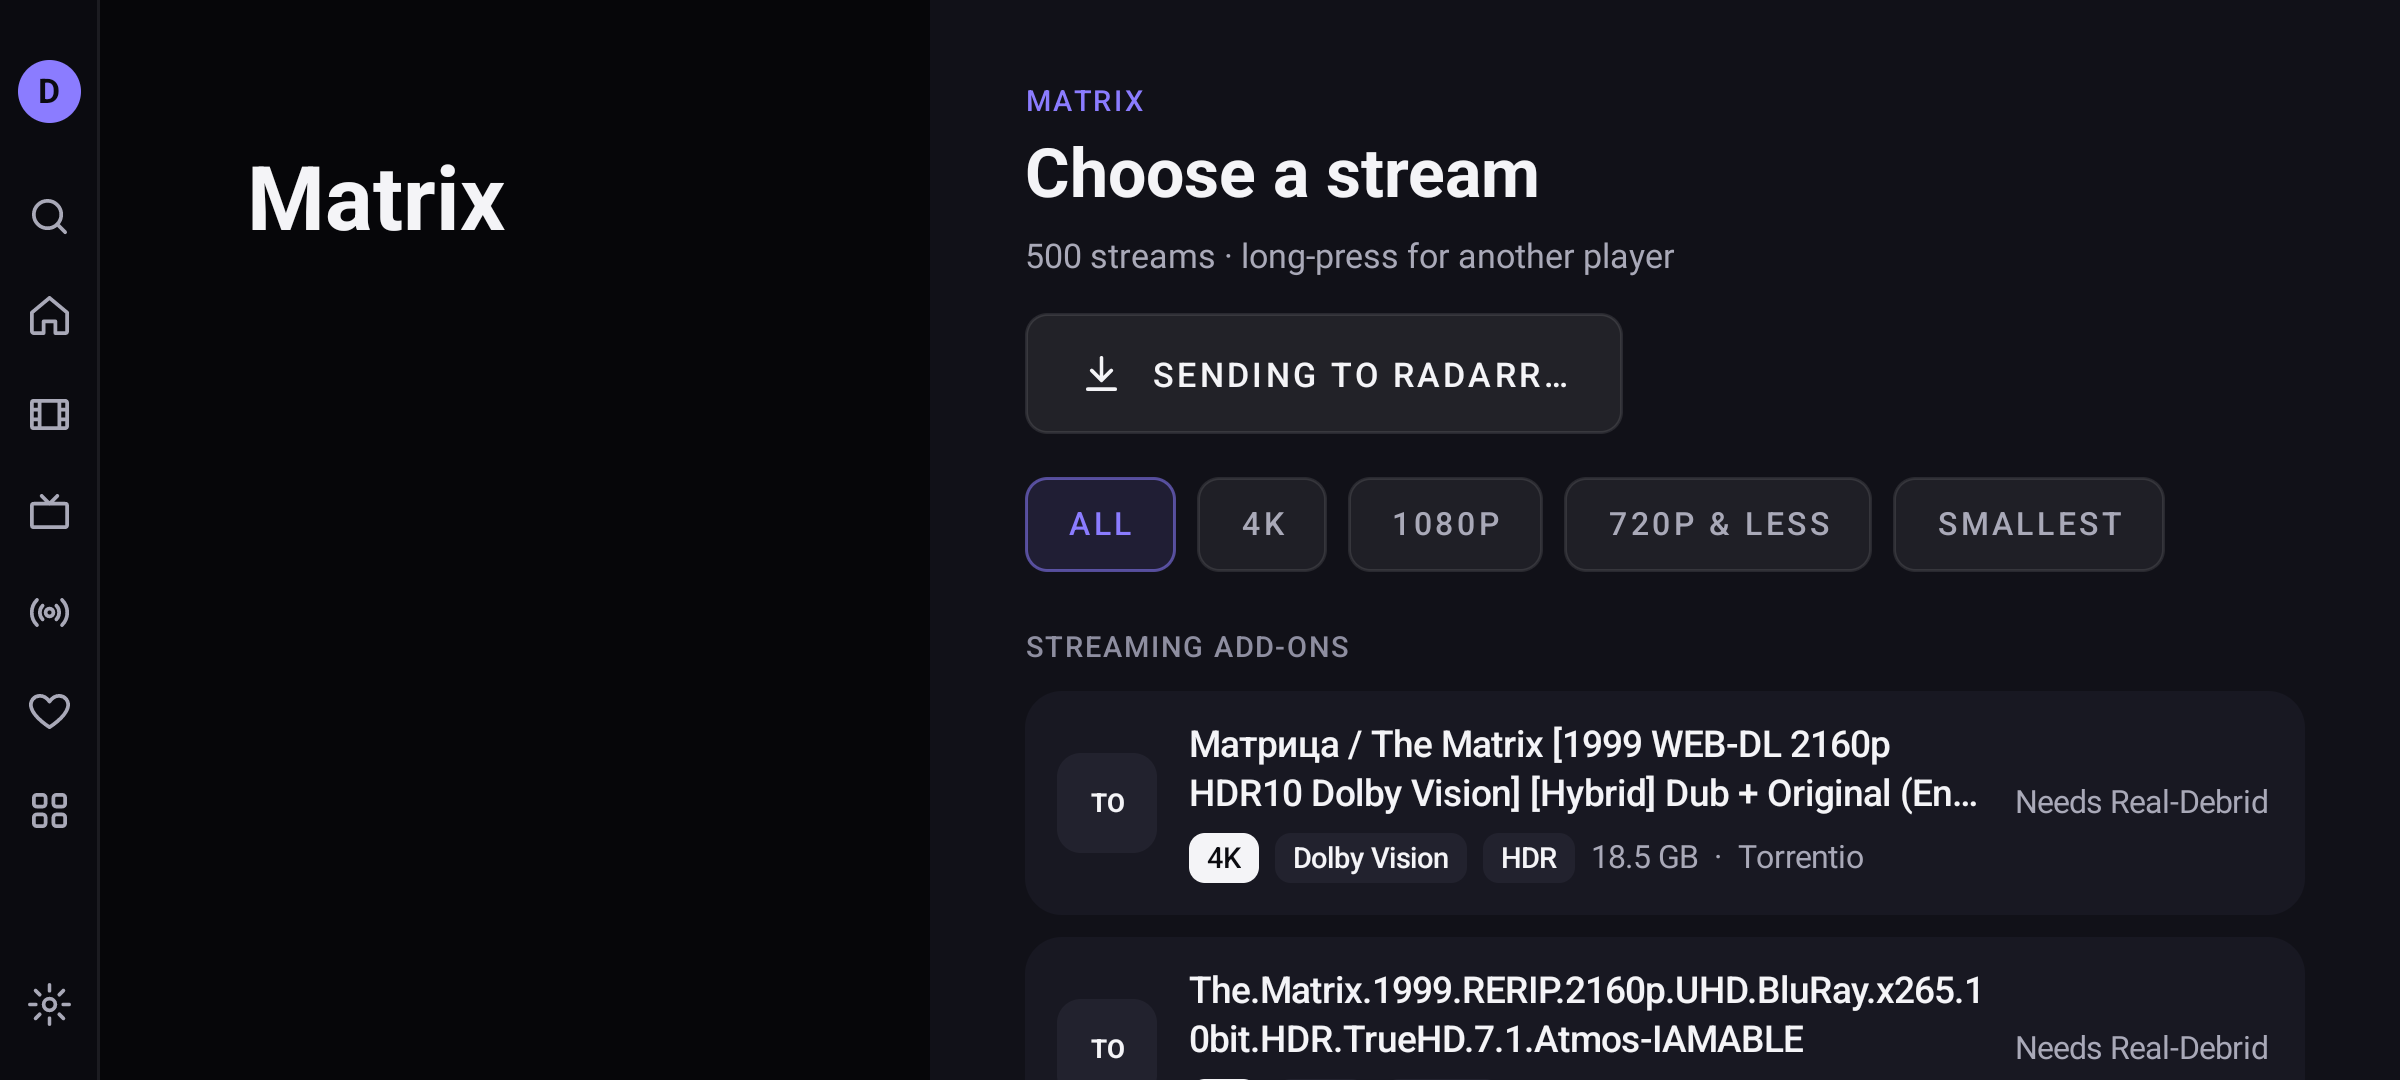 D
Matrix
MATRIX
Choose a stream
500 streams · long-press for another player
SENDING TO RADARR...
ALL
4K
1080P
720P & LESS
SMALLEST
STREAMING ADD-ONS
TO
Матрица / The Matrix [1999 WEB-DL 2160p
HDR10 Dolby Vision] [Hybrid] Dub + Original (En...
Needs Real-Debrid
4K Dolby Vision HDR 18.5 GB · Torrentio
TO
The.Matrix.1999.RERIP.2160p.UHD.BluRay.x265.1
0bit.HDR.TrueHD.7.1.Atmos-IAMABLE
Needs Real-Debrid